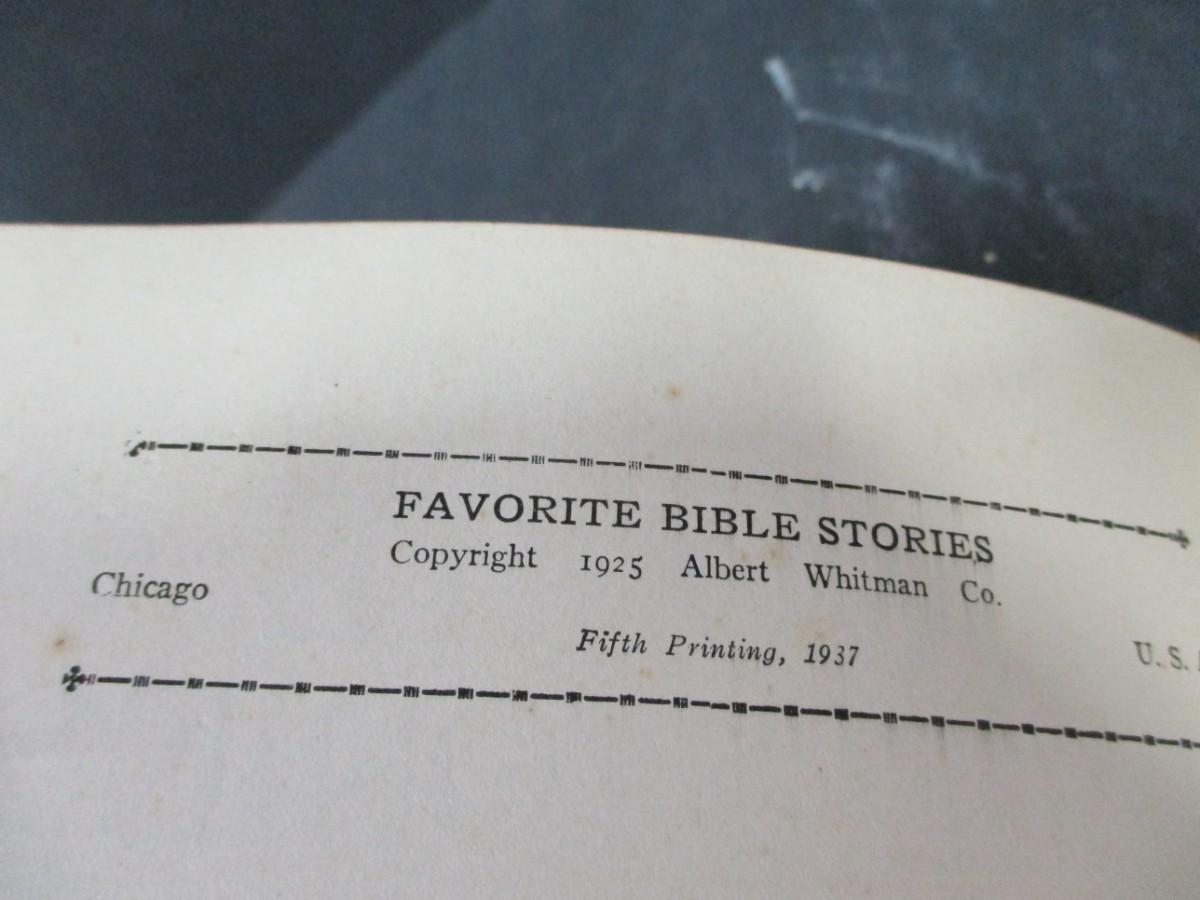 FAVORITE BIBLE STORIES
Copyright 1925 Albert Whitman Co.
Chicago
Fifth Printing, 1937
U. S.